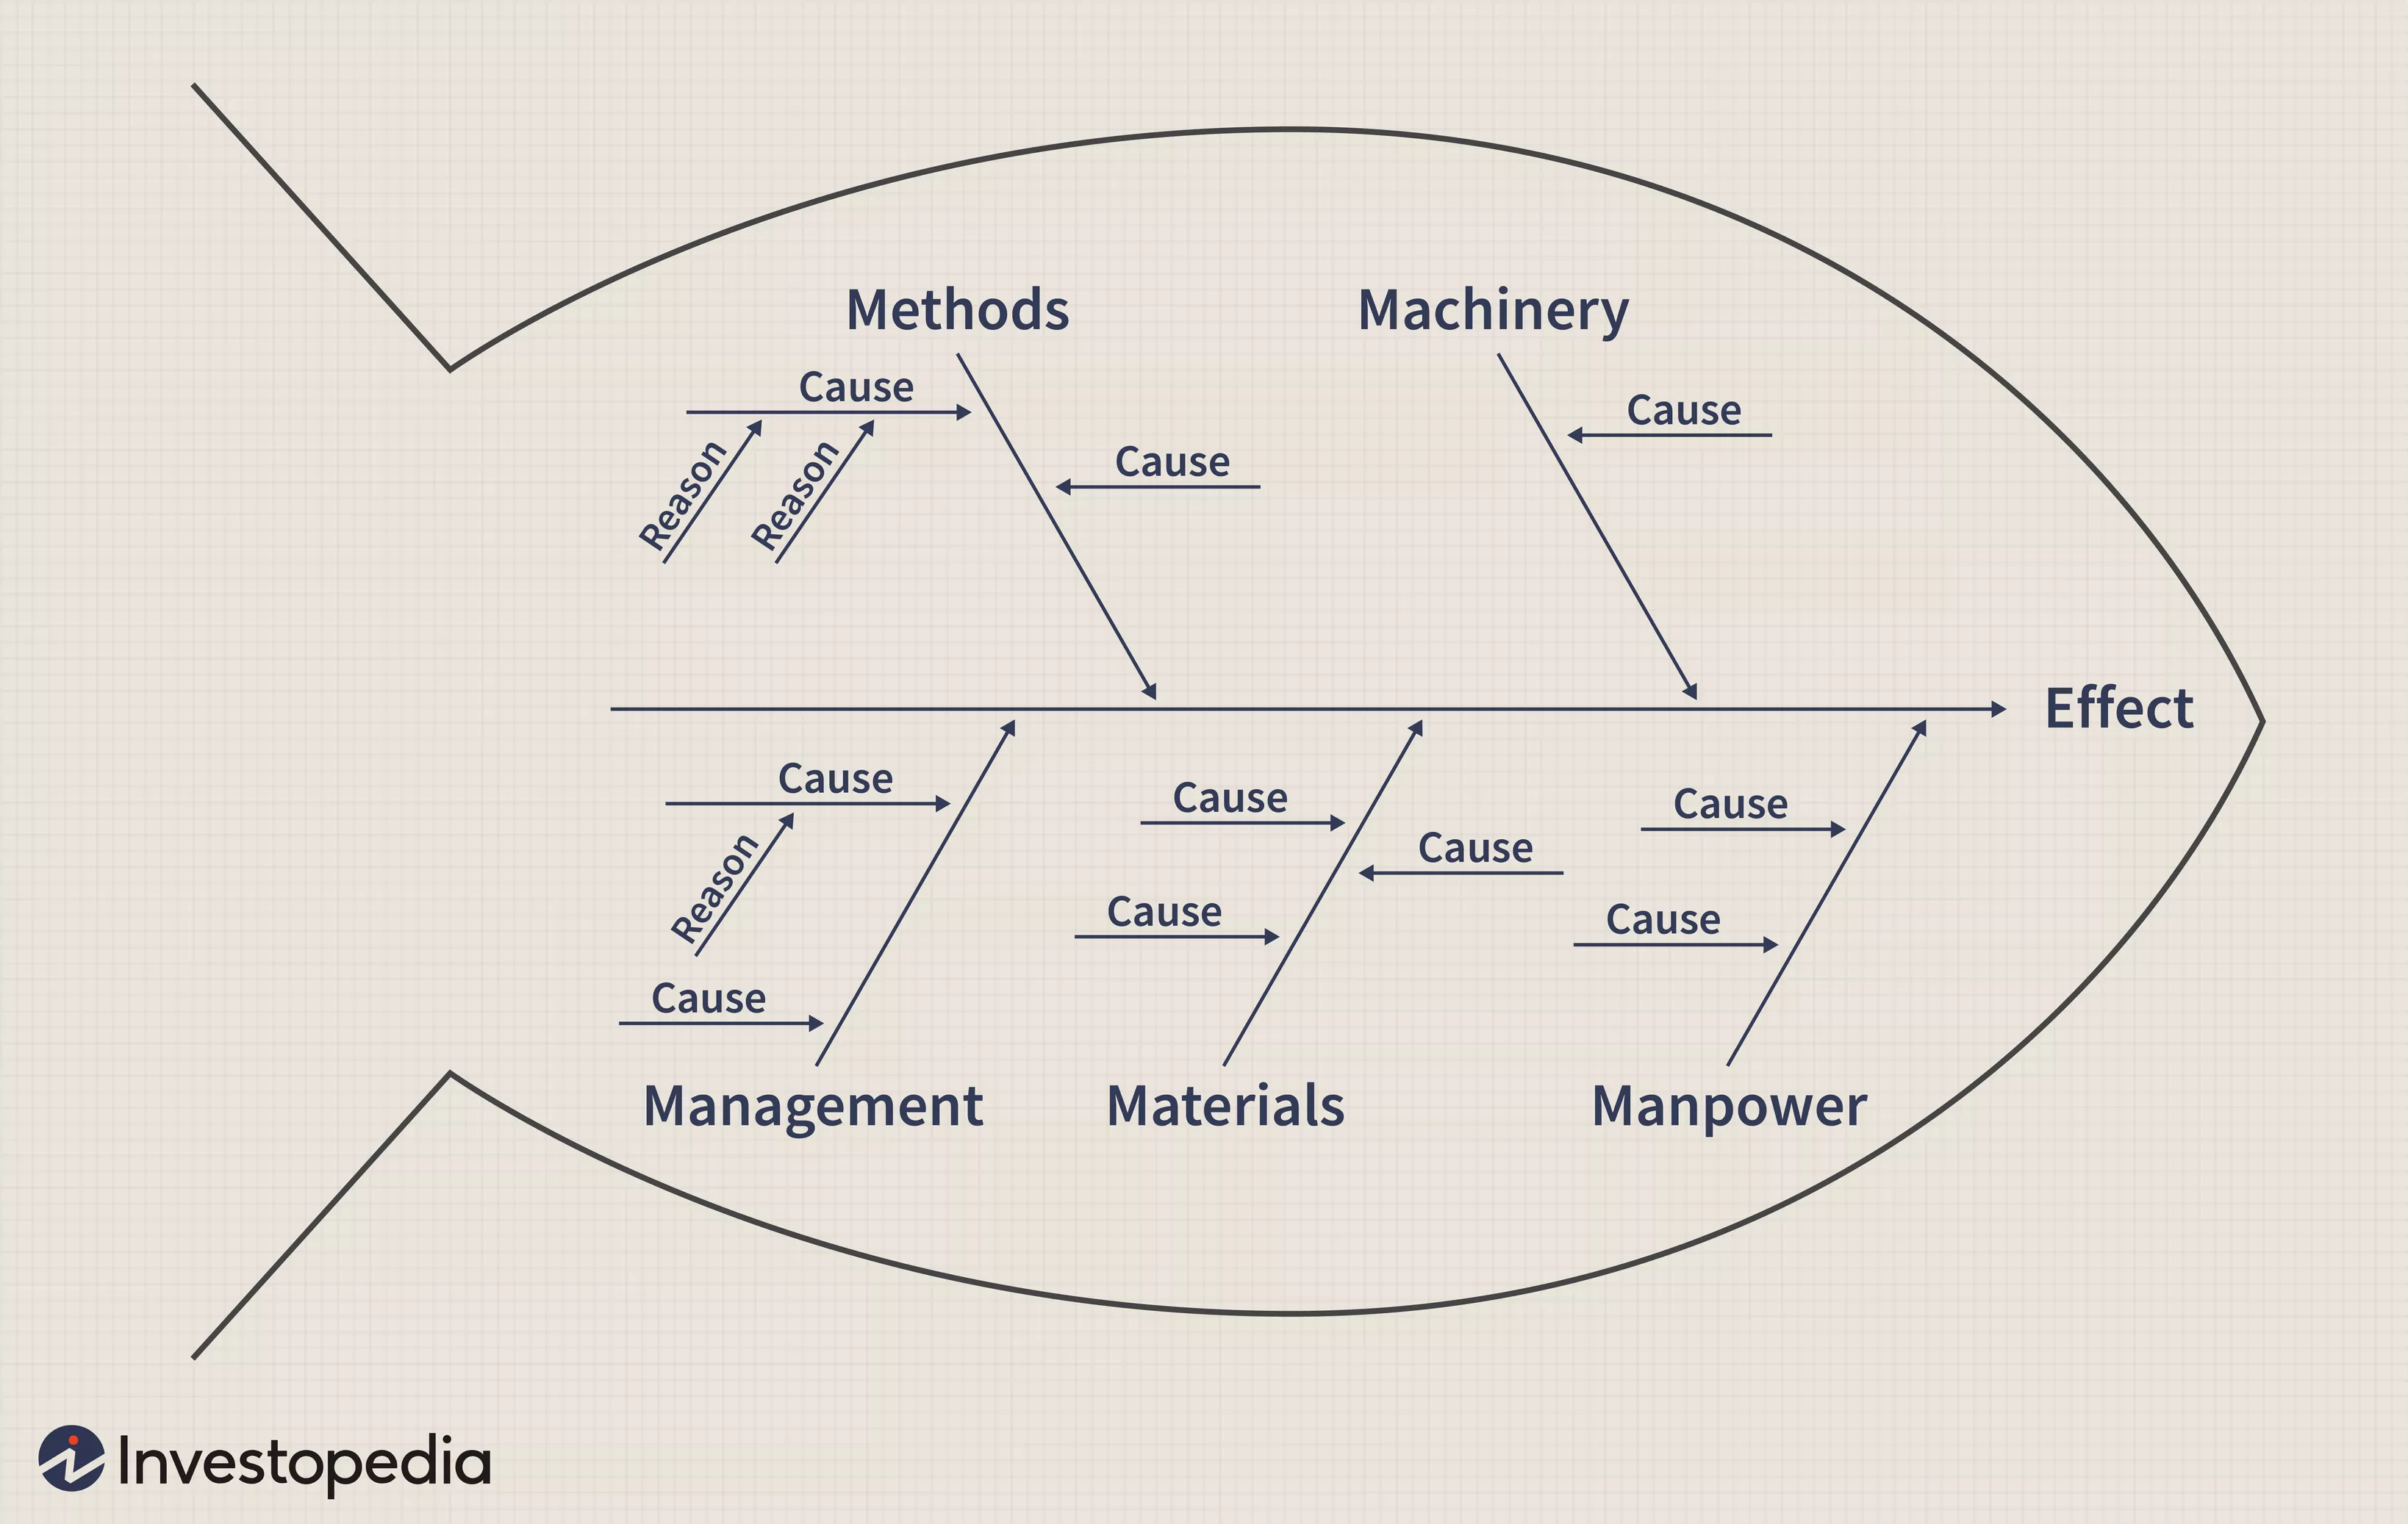 Methods
Machinery
Cause
Cause
Cause
Reason
Reason
Effect
Cause
Cause
Cause
Cause
Reason
Cause
Cause
Cause
Management
Materials
Manpower
Investopedia